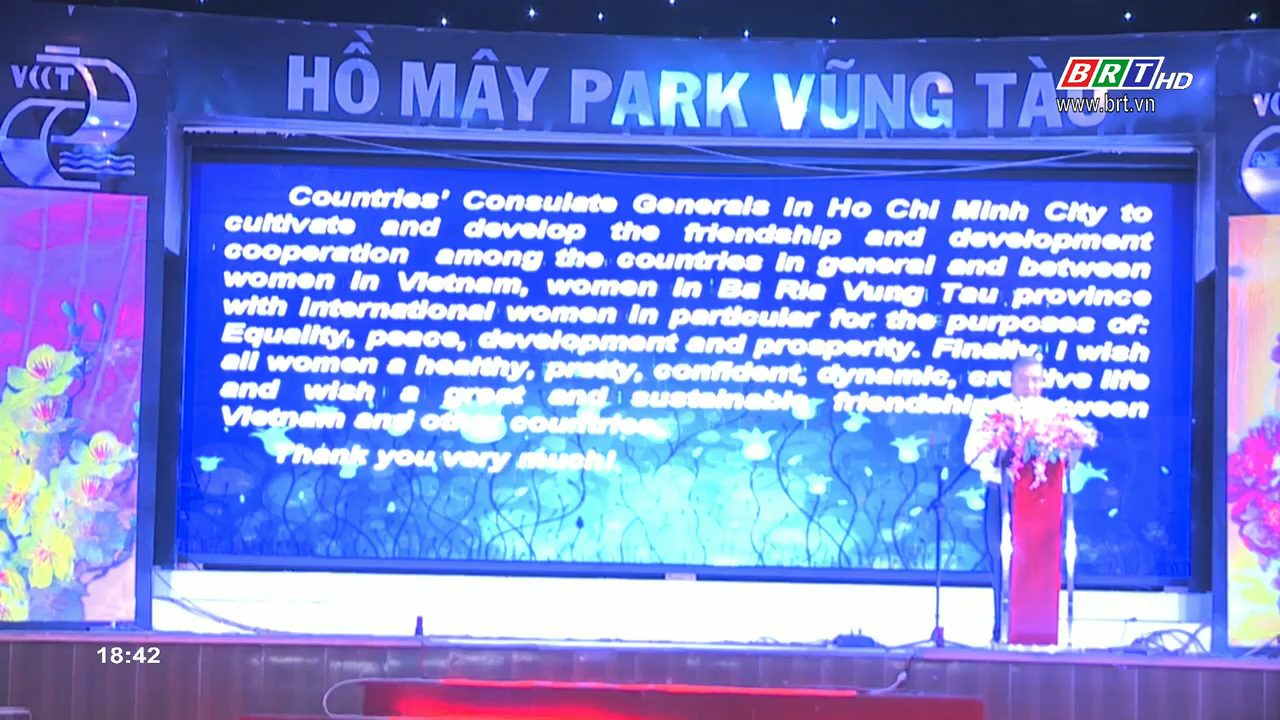 HỒ MÂY PARK VŨNG TÀU
VCCT
BRT HD
www.brt.vn
Countries' Consulate Generals in Ho Chi Minh City to
cultivate and develop the friendship and development
cooperation among the countries in general and between
women in Vietnam, women in Ba Ria Vung Tau province
with international women in particular for the purposes of:
Equality, peace, development and prosperity. Finally, I wish
all women a healthy, pretty, confident, dynamic, creative life
and wish a great and sustainable friendship between
Vietnam and other countries.
Thank you very much!
18:42